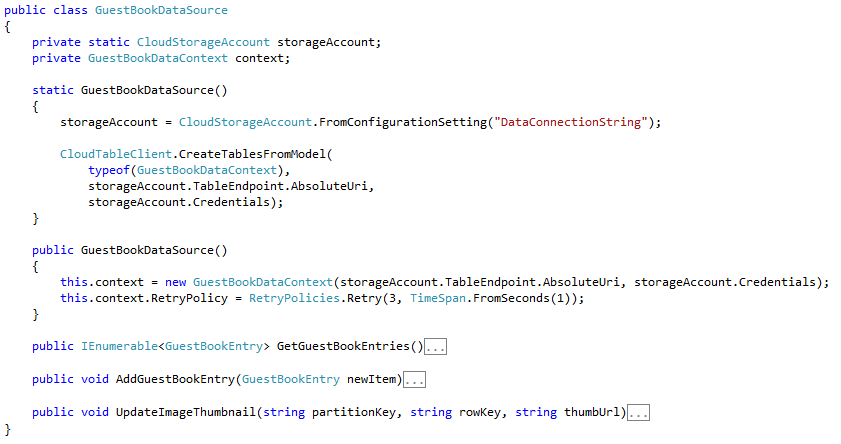 public class GuestBookDataSource
{
    private static CloudStorageAccount storageAccount;
    private GuestBookDataContext context;

    static GuestBookDataSource()
    {
        storageAccount = CloudStorageAccount.FromConfigurationSetting("DataConnectionString");

        CloudTableClient.CreateTablesFromModel(
            typeof(GuestBookDataContext),
            storageAccount.TableEndpoint.AbsoluteUri,
            storageAccount.Credentials);
    }

    public GuestBookDataSource()
    {
        this.context = new GuestBookDataContext(storageAccount.TableEndpoint.AbsoluteUri, storageAccount.Credentials);
        this.context.RetryPolicy = RetryPolicies.Retry(3, TimeSpan.FromSeconds(1));
    }

    public IEnumerable<GuestBookEntry> GetGuestBookEntries()...

    public void AddGuestBookEntry(GuestBookEntry newItem)...

    public void UpdateImageThumbnail(string partitionKey, string rowKey, string thumbUrl)...
}